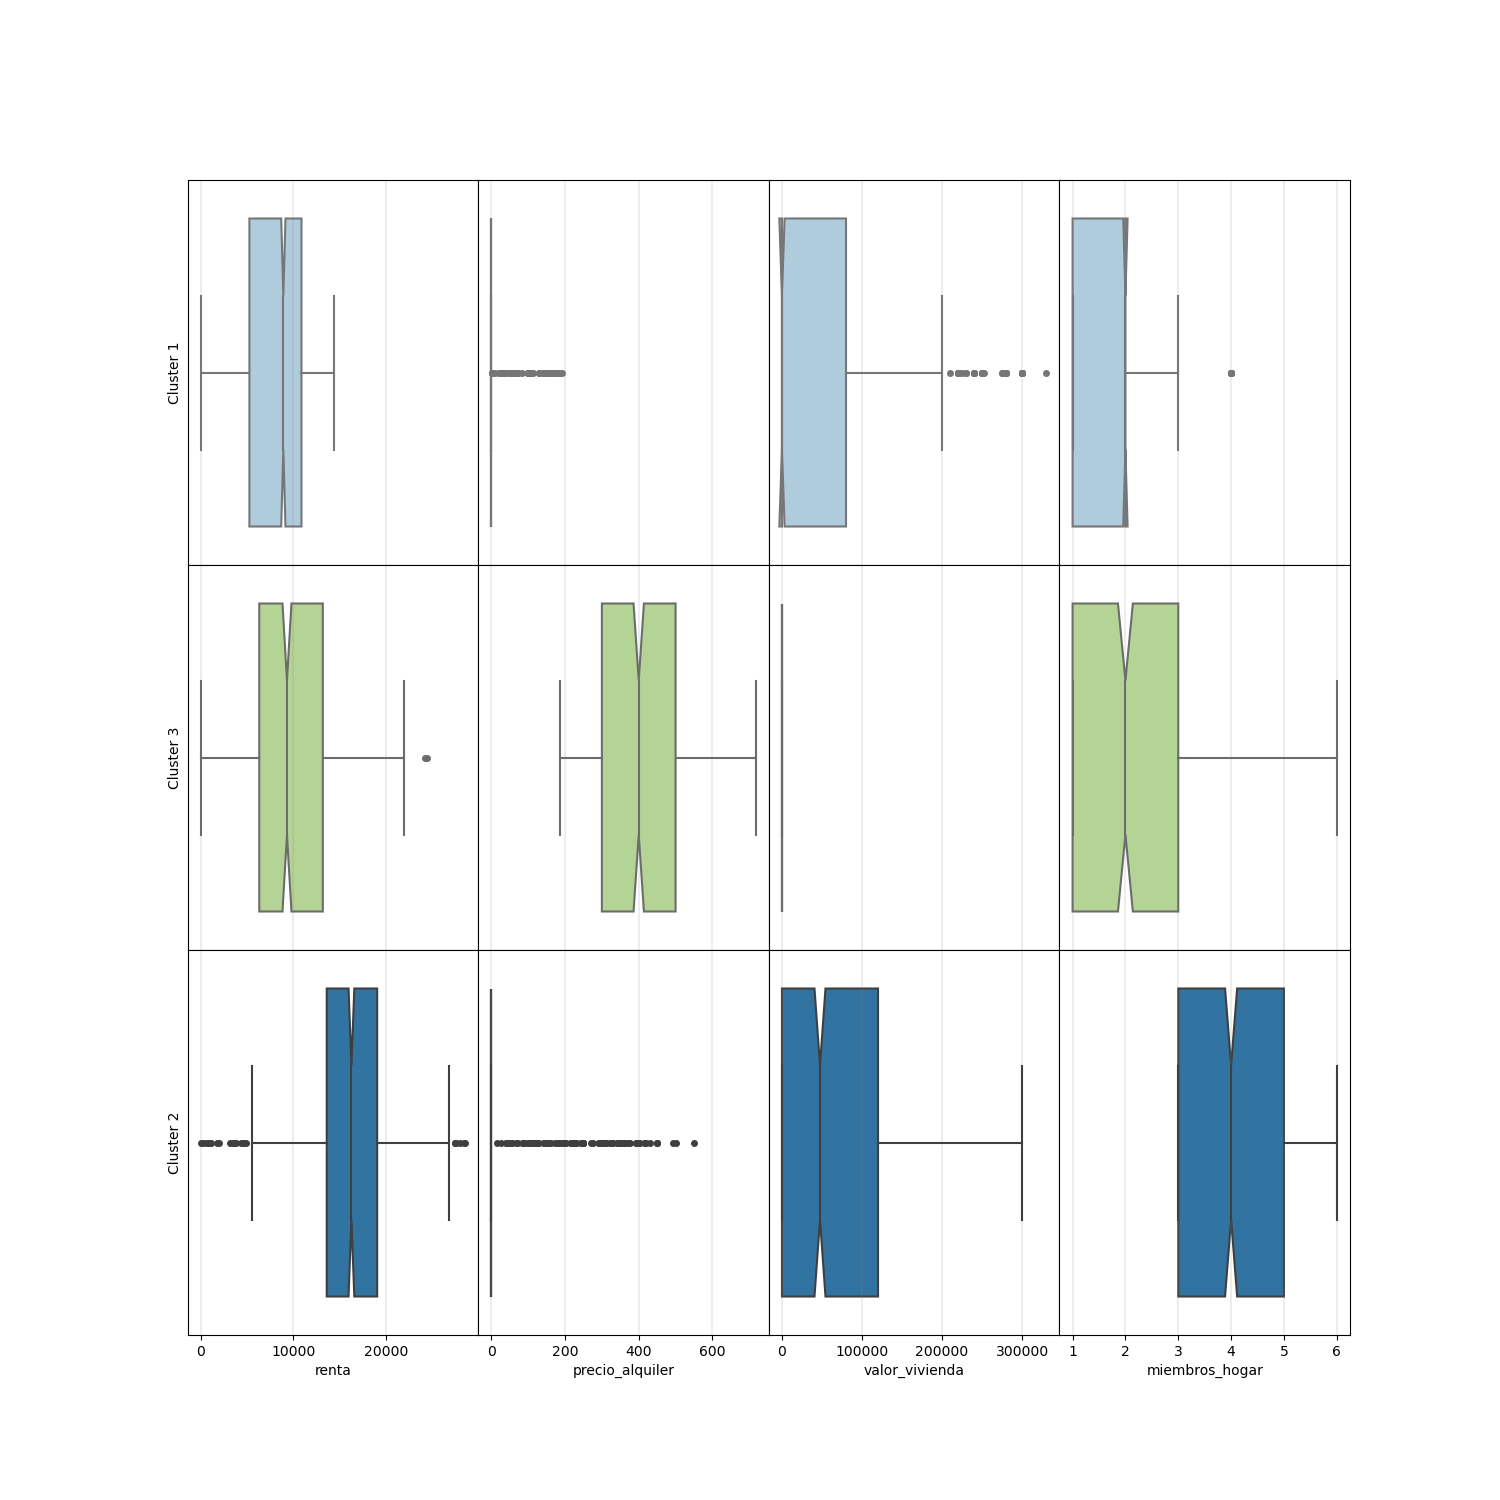 Cluster 1
Cluster 3
Cluster 2
0 10000 20000 0 200 400 600 0 100000 200000 300000 1 2 3 4 5 6
renta precio_alquiler valor_vivienda miembros_hogar